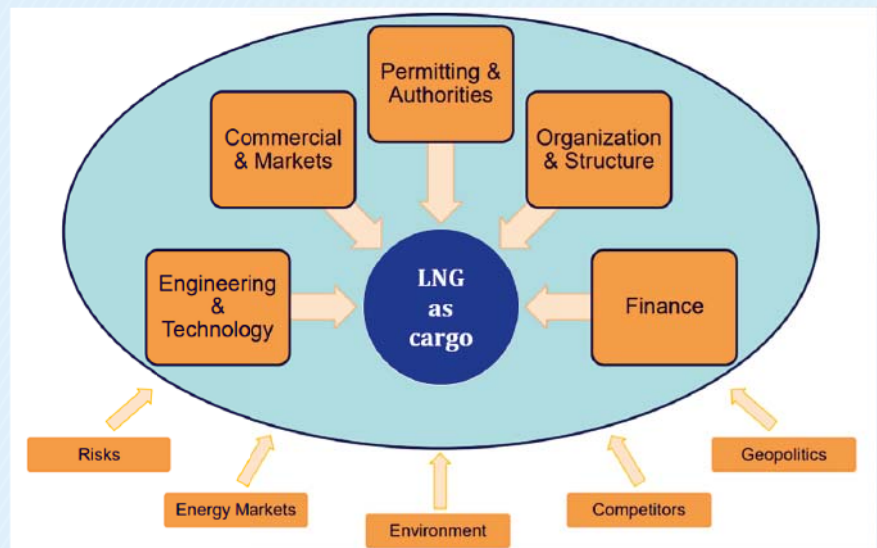 Permitting &
Authorities
Commercial
& Markets
Organization
& Structure
Engineering
&
Technology
LNG
as
cargo
Finance
Risks
Energy Markets
Environment
Competitors
Geopolitics